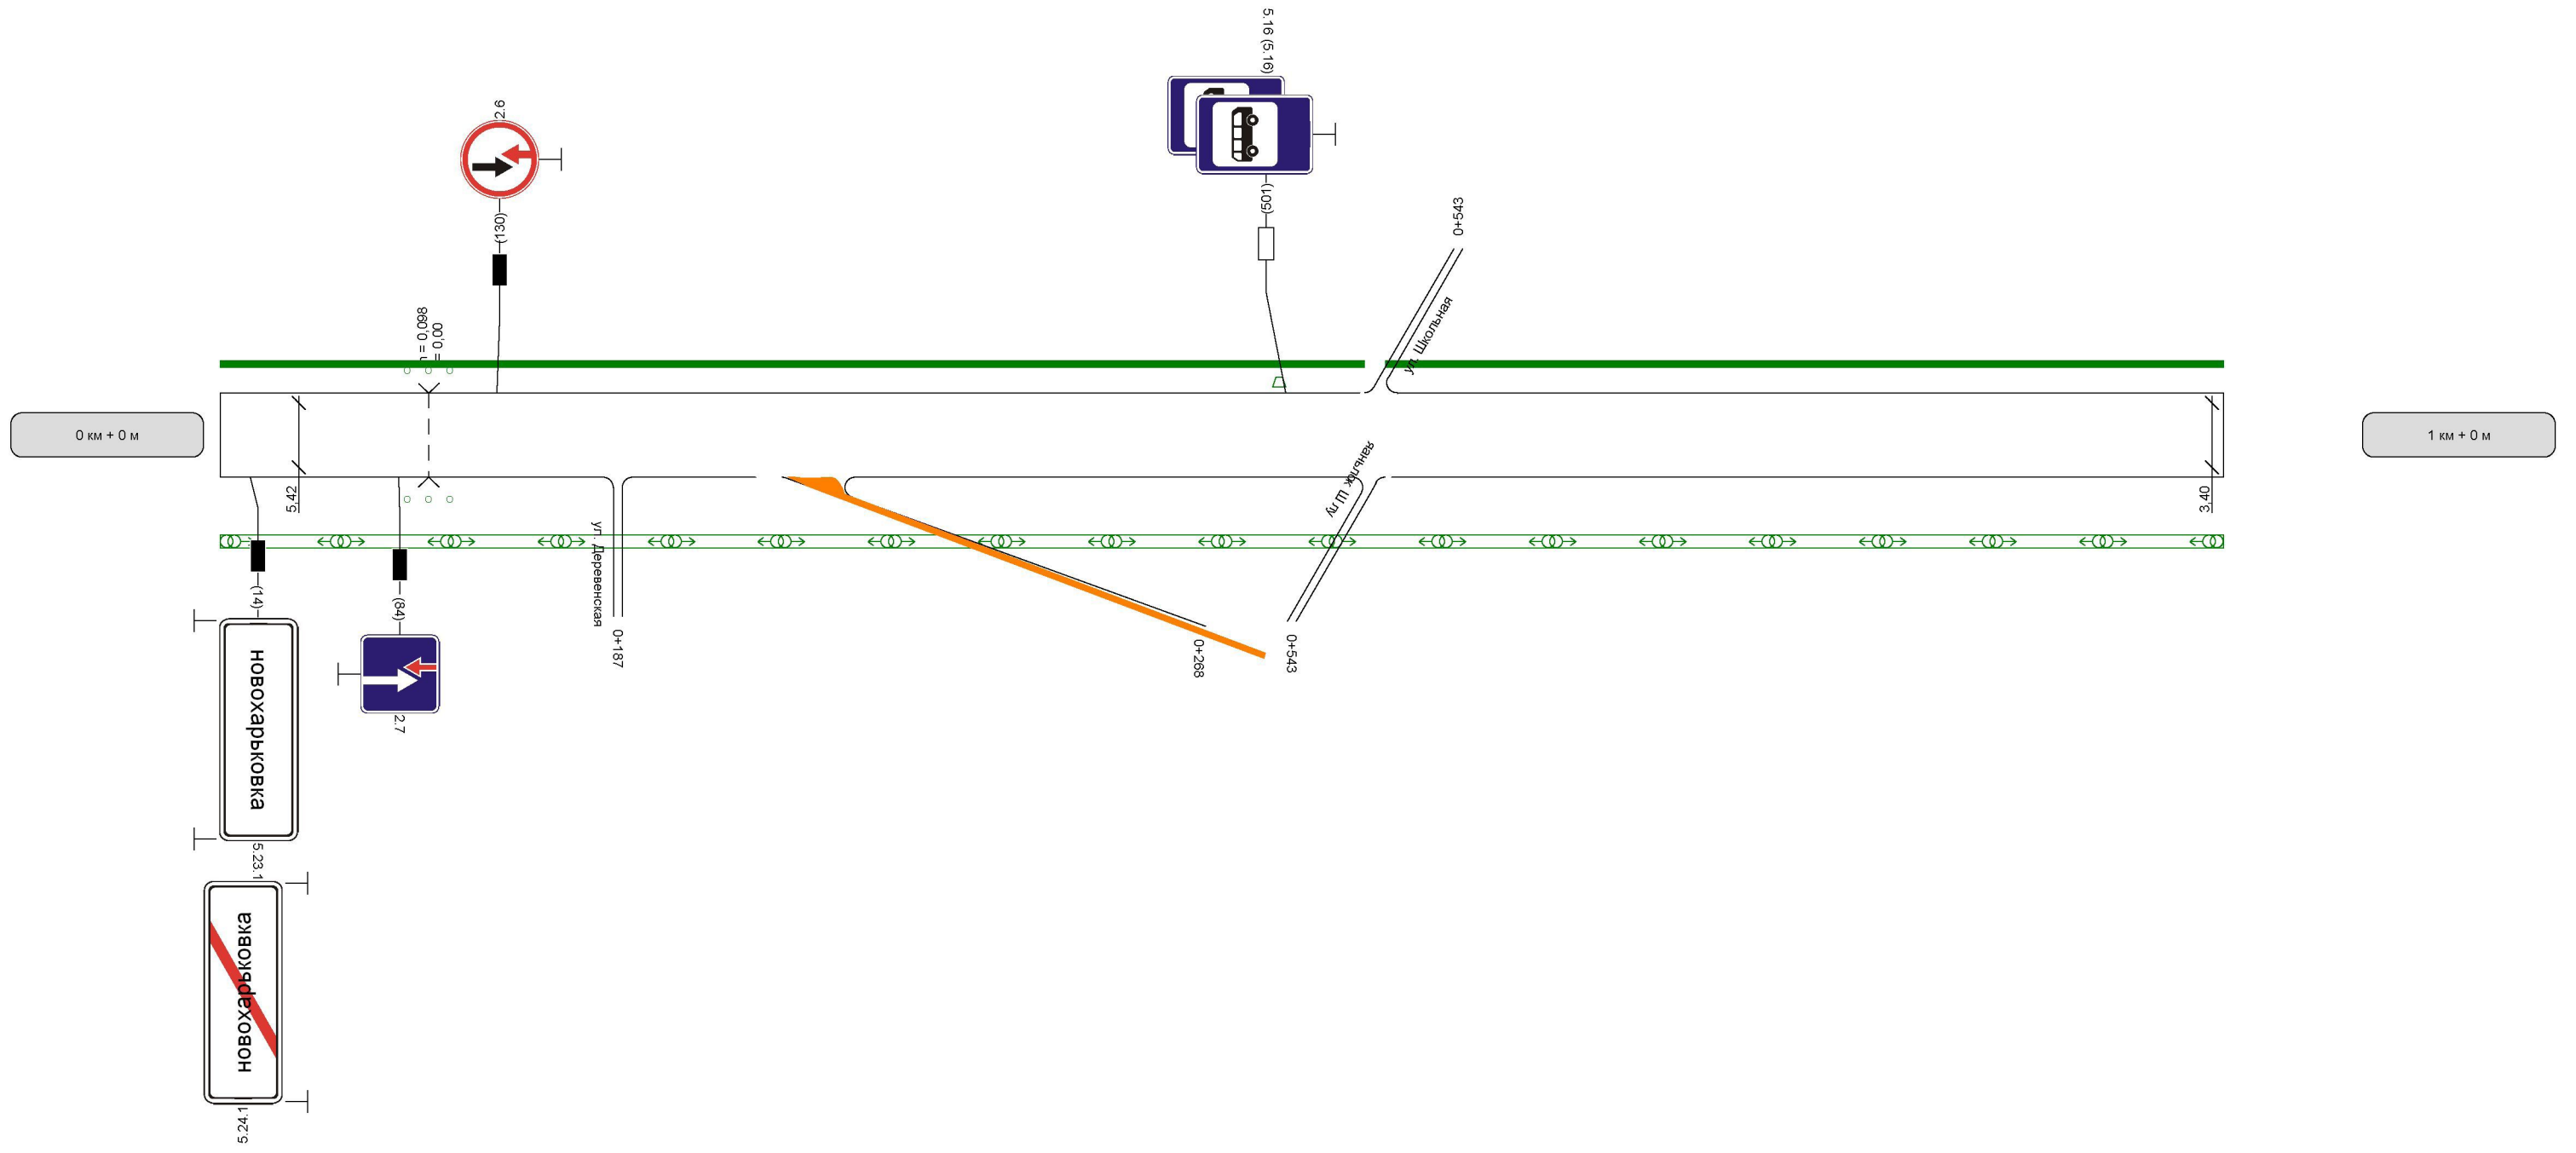 5.16 (5.16)
2.6
(130)
(501)
0+543
= 0,098
= 0,00
ул. Школьная
0 км + 0 м
1 км + 0 м
5,42
3,40
ул. Школьная
ул. Деревенская
(14)
(84)
0+187
0+268
0+543
новохарьковка
2.7
5.23.1
новохарьковка
5.24.1